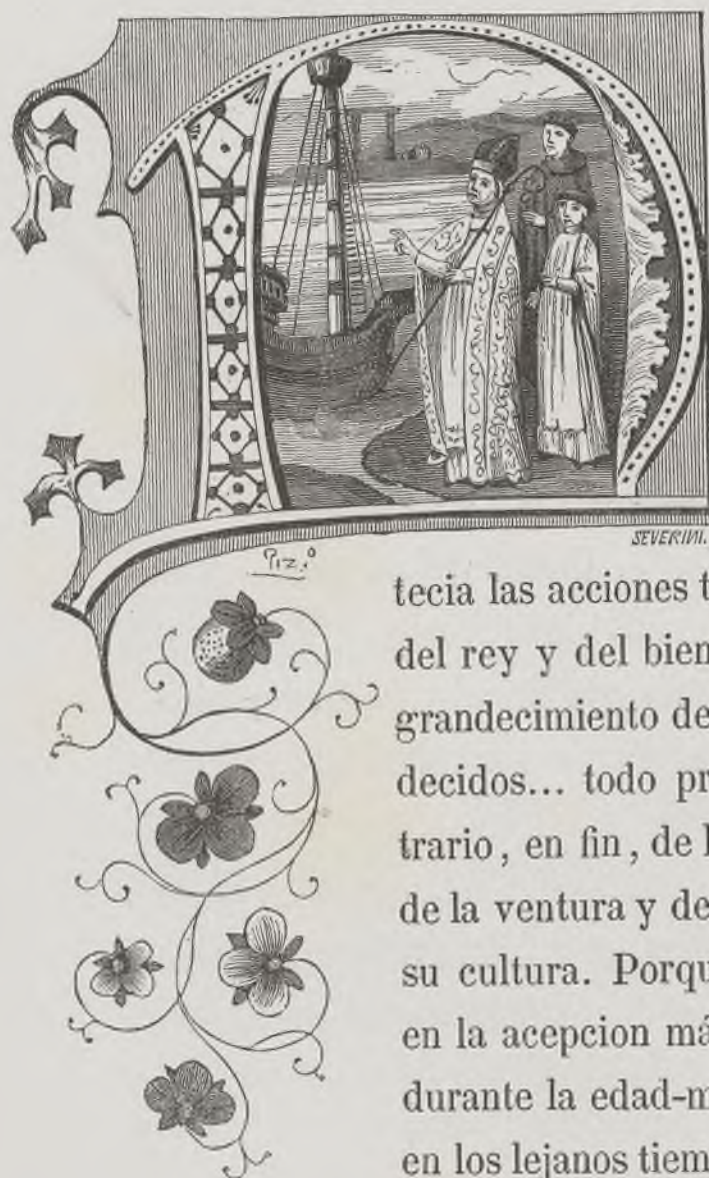 N
SEVERINI.
Piz.º
tecia las acciones t
del rey y del bien
grandecimiento de
decidos... todo pr
trario, en fin, de l
de la ventura y de
su cultura. Porqu
en la acepcion má
durante la edad-m
en los lejanos tiem